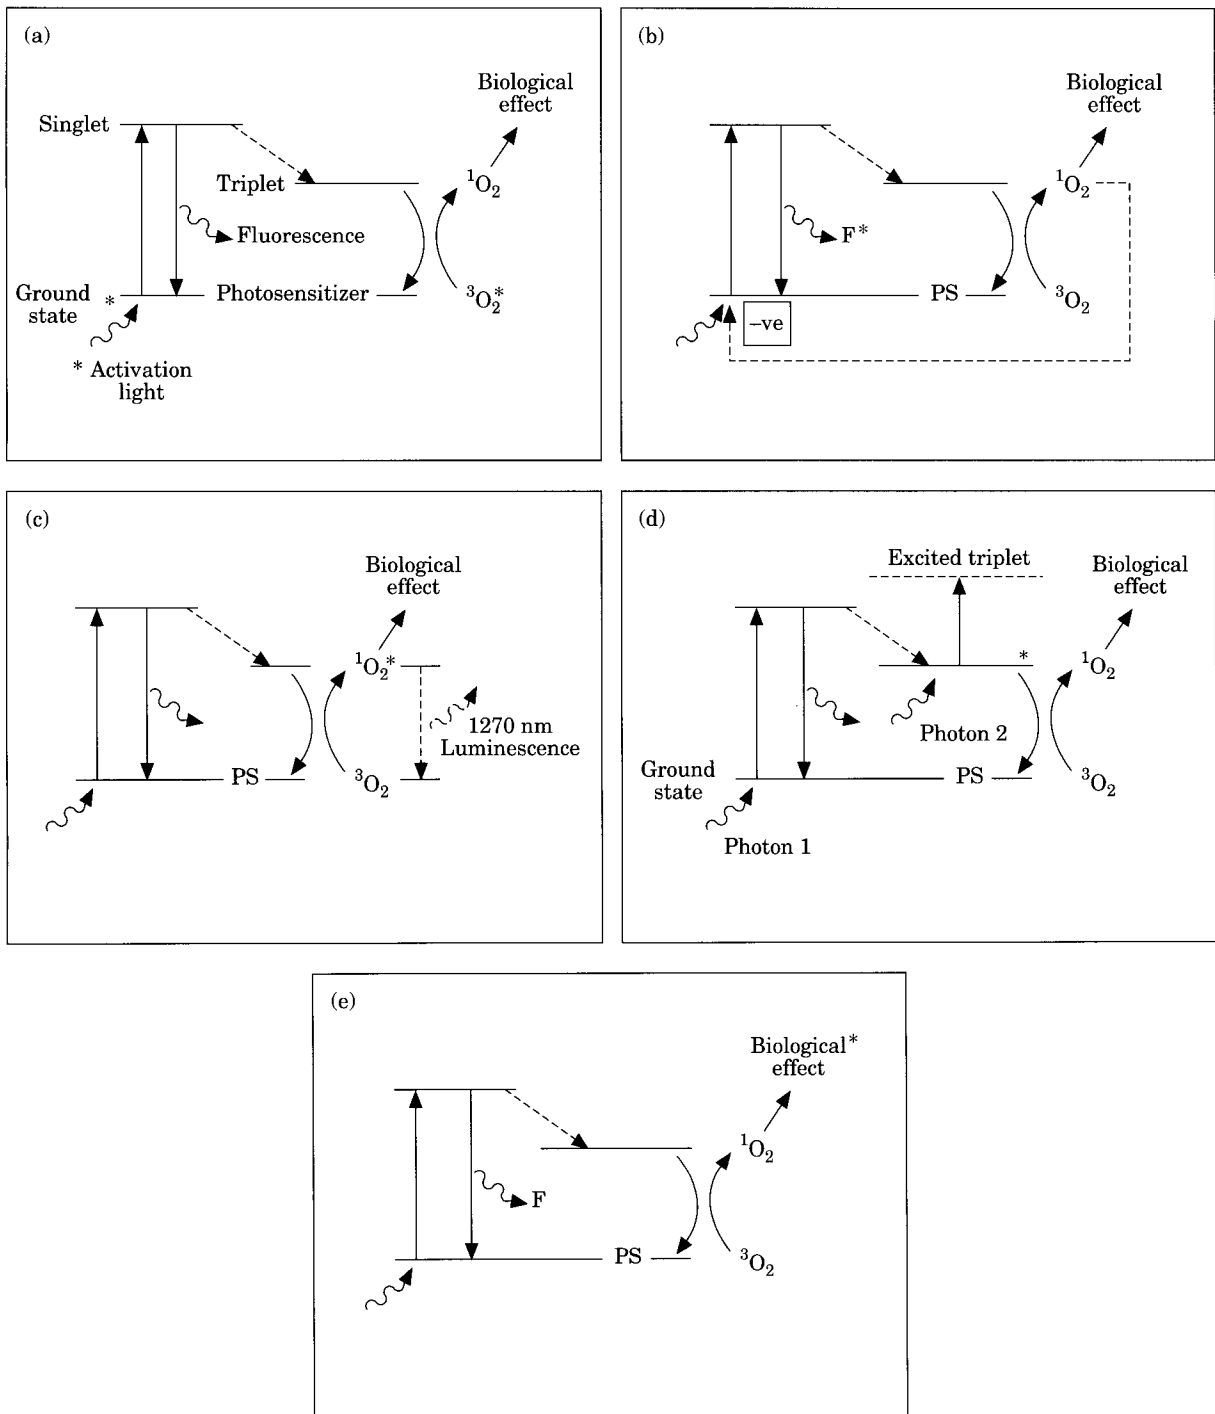 (a)
Biological
effect
Singlet
Triplet
¹O₂
Fluorescence
Ground
state
*
Photosensitizer
³O₂*
* Activation
light
(b)
Biological
effect
¹O₂
F*
PS
³O₂
–ve
(c)
Biological
effect
¹O₂*
1270 nm
Luminescence
PS
³O₂
(d)
Excited triplet
Biological
effect
*
¹O₂
Photon 2
Ground
state
PS
³O₂
Photon 1
(e)
Biological*
effect
¹O₂
F
PS
³O₂